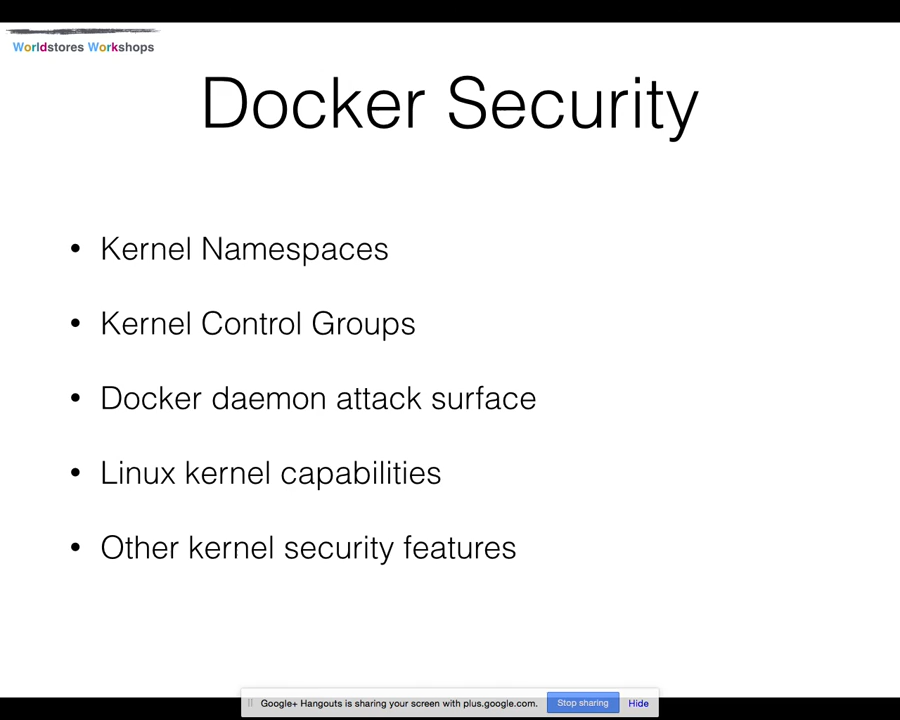 Worldstores Workshops
Docker Security
• Kernel Namespaces
• Kernel Control Groups
• Docker daemon attack surface
• Linux kernel capabilities
• Other kernel security features
Google+ Hangouts is sharing your screen with plus.google.com. Stop sharing Hide